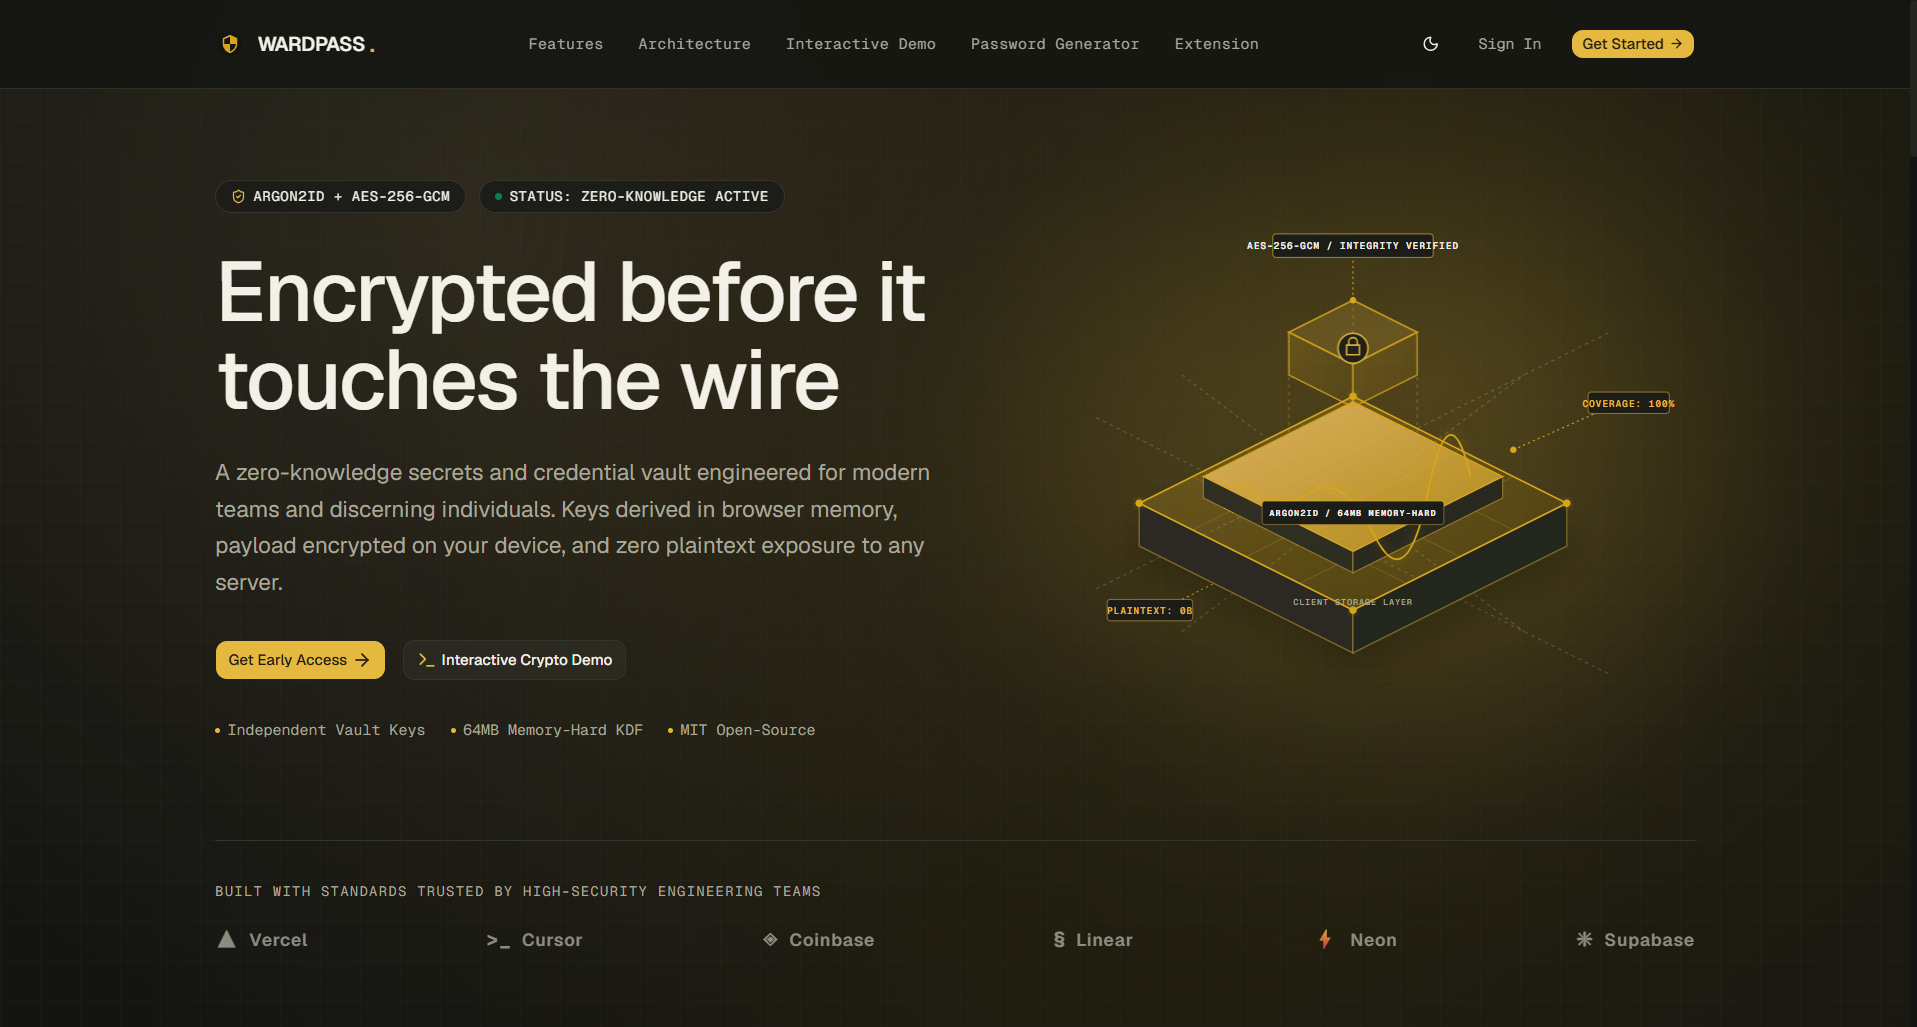 WARDPASS.
Features
Architecture
Interactive Demo
Password Generator
Extension
Sign In
Get Started →
ARGON2ID + AES-256-GCM
STATUS: ZERO-KNOWLEDGE ACTIVE
Encrypted before it
touches the wire
A zero-knowledge secrets and credential vault engineered for modern
teams and discerning individuals. Keys derived in browser memory,
payload encrypted on your device, and zero plaintext exposure to any
server.
Get Early Access →
>_ Interactive Crypto Demo
• Independent Vault Keys
• 64MB Memory-Hard KDF
• MIT Open-Source
AES-256-GCM / INTEGRITY VERIFIED
COVERAGE: 100%
ARGON2ID / 64MB MEMORY-HARD
CLIENT STORAGE LAYER
PLAINTEXT: 0B
BUILT WITH STANDARDS TRUSTED BY HIGH-SECURITY ENGINEERING TEAMS
▲ Vercel
>_ Cursor
◈ Coinbase
§ Linear
Neon
Supabase